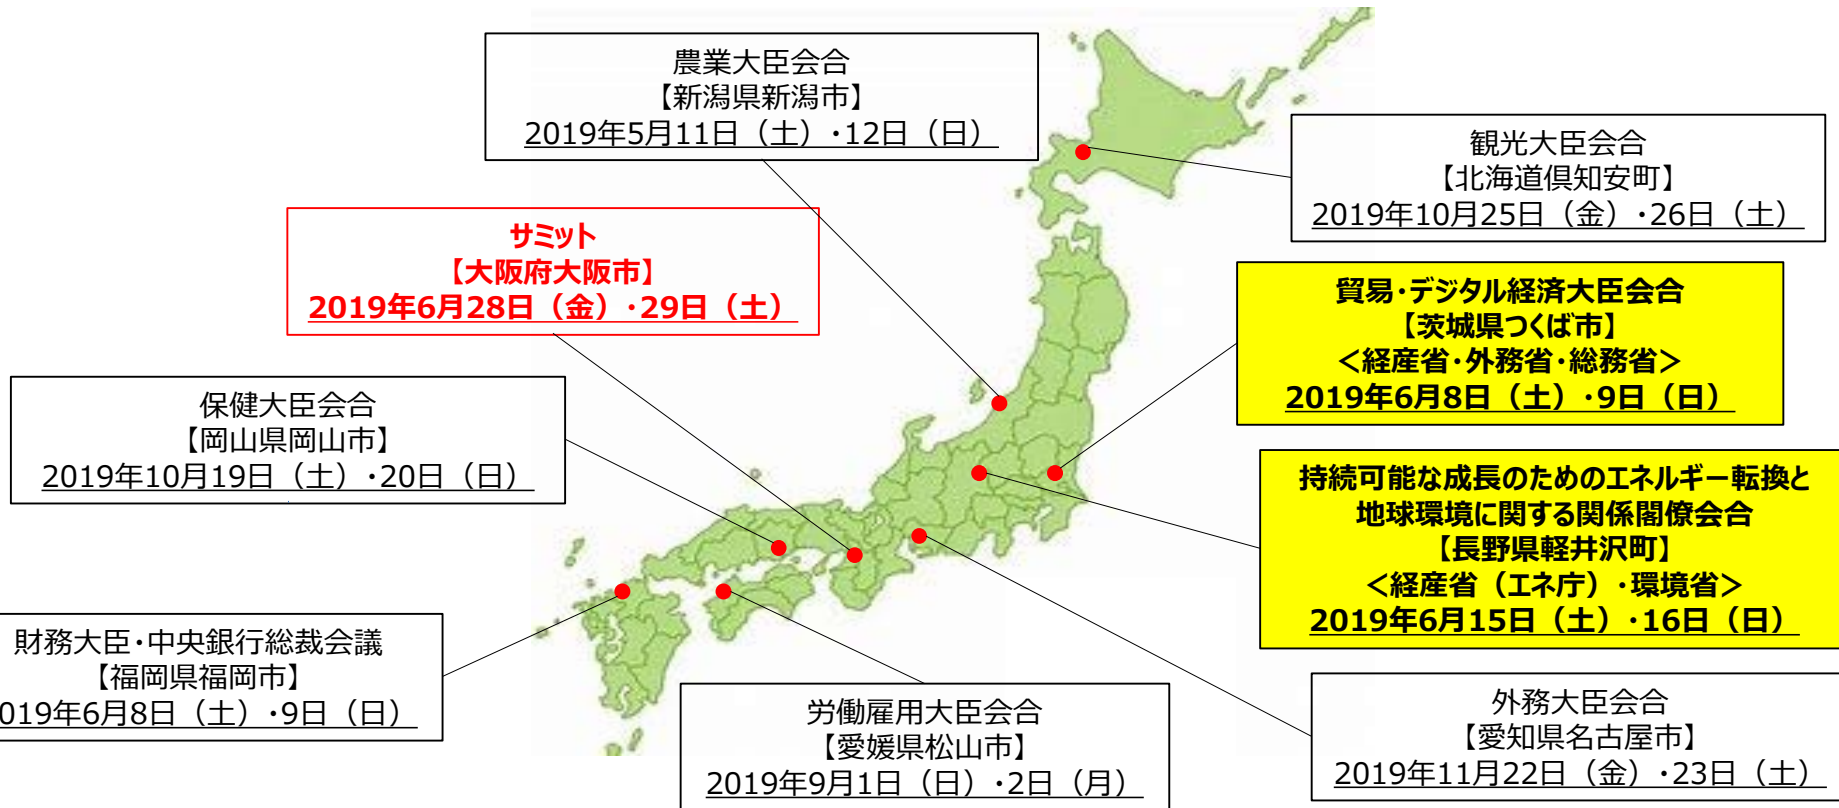 農業大臣会合
【新潟県新潟市】
2019年5月11日（土）・12日（日）
観光大臣会合
【北海道倶知安町】
2019年10月25日（金）・26日（土）
サミット
【大阪府大阪市】
2019年6月28日（金）・29日（土）
貿易・デジタル経済大臣会合
【茨城県つくば市】
＜経産省・外務省・総務省＞
2019年6月8日（土）・9日（日）
保健大臣会合
【岡山県岡山市】
2019年10月19日（土）・20日（日）
持続可能な成長のためのエネルギー転換と
地球環境に関する関係閣僚会合
【長野県軽井沢町】
＜経産省（エネ庁）・環境省＞
2019年6月15日（土）・16日（日）
財務大臣・中央銀行総裁会議
【福岡県福岡市】
019年6月8日（土）・9日（日）
労働雇用大臣会合
【愛媛県松山市】
2019年9月1日（日）・2日（月）
外務大臣会合
【愛知県名古屋市】
2019年11月22日（金）・23日（土）